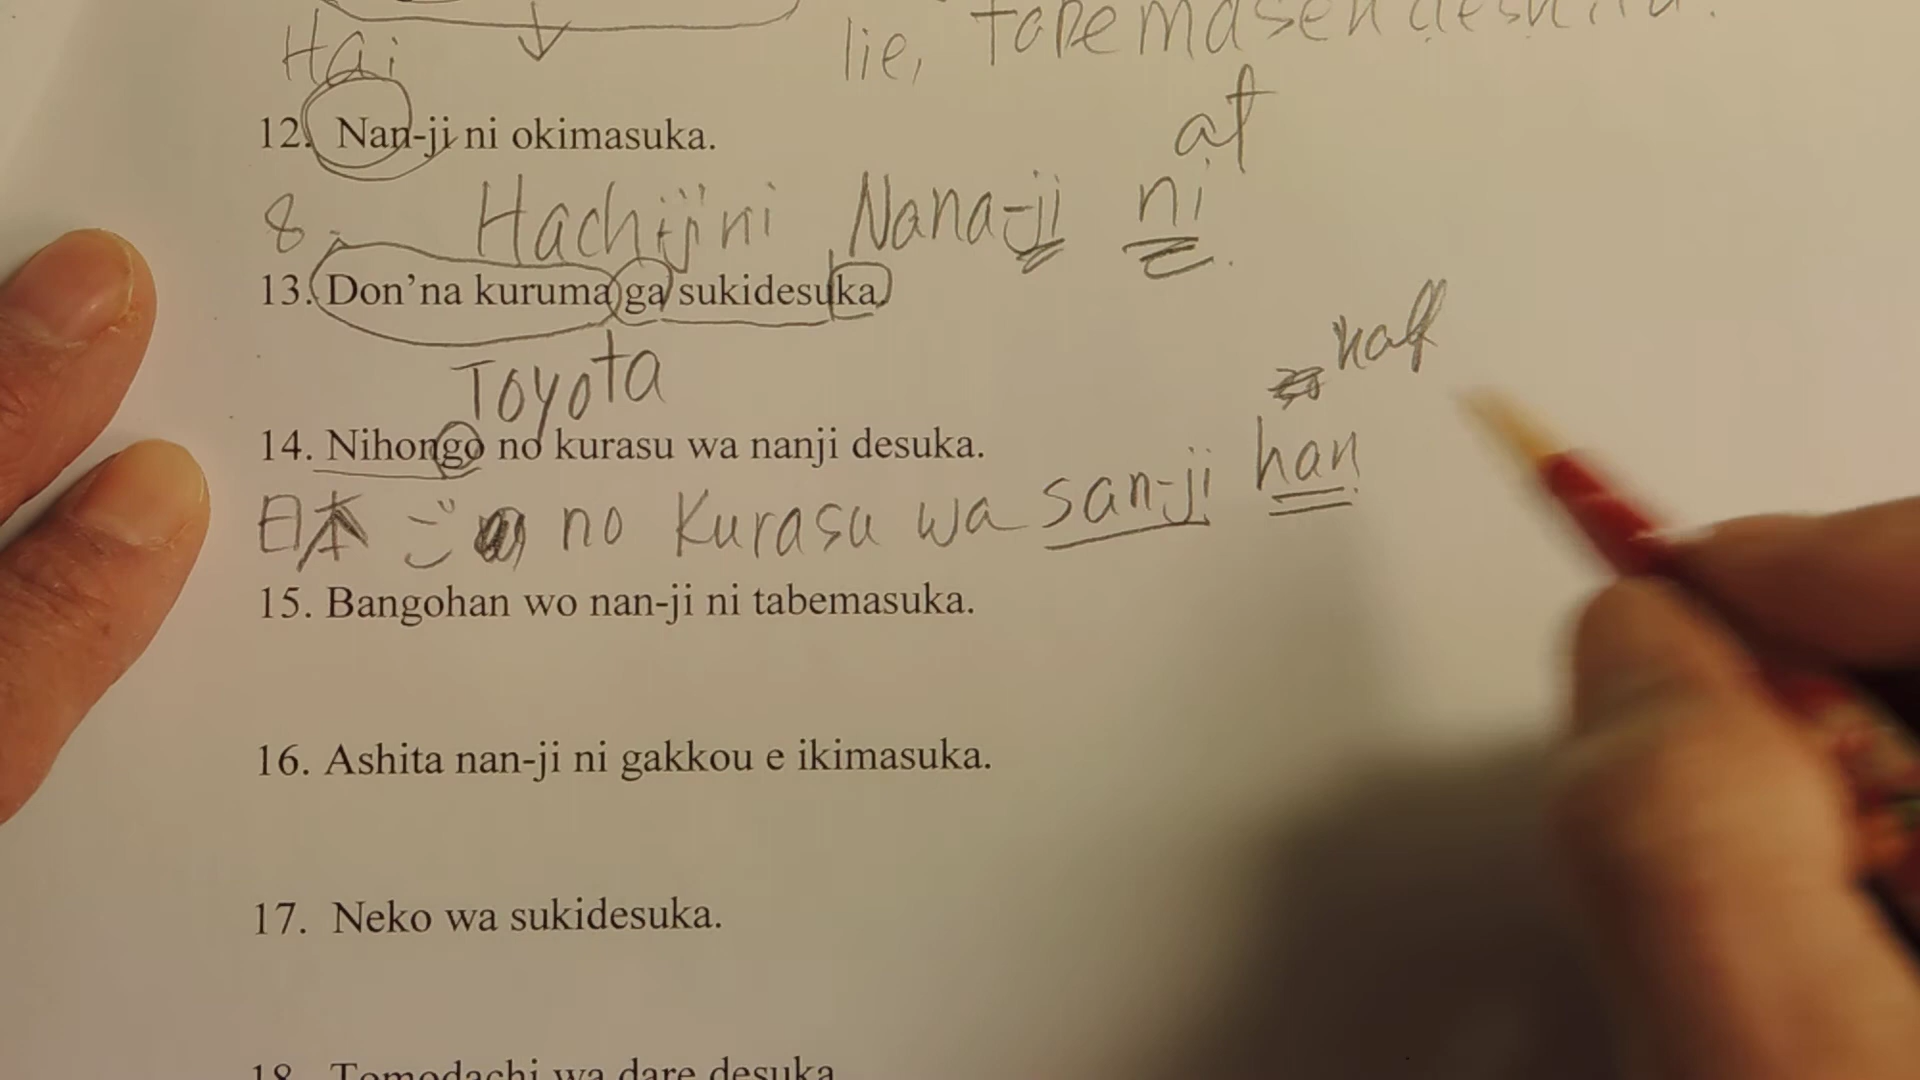 Hai
Iie, tabemasen deshita.
12. Nan-ji ni okimasuka.
at
8 Hachiji ni Nana-ji ni.
13. Don'na kuruma ga sukidesuka.
Toyota
half
14. Nihongo no kurasu wa nanji desuka.
日本ご no Kurasu wa san-ji han.
15. Bangohan wo nan-ji ni tabemasuka.
16. Ashita nan-ji ni gakkou e ikimasuka.
17. Neko wa sukidesuka.
18. Tomodachi wa dare desuka